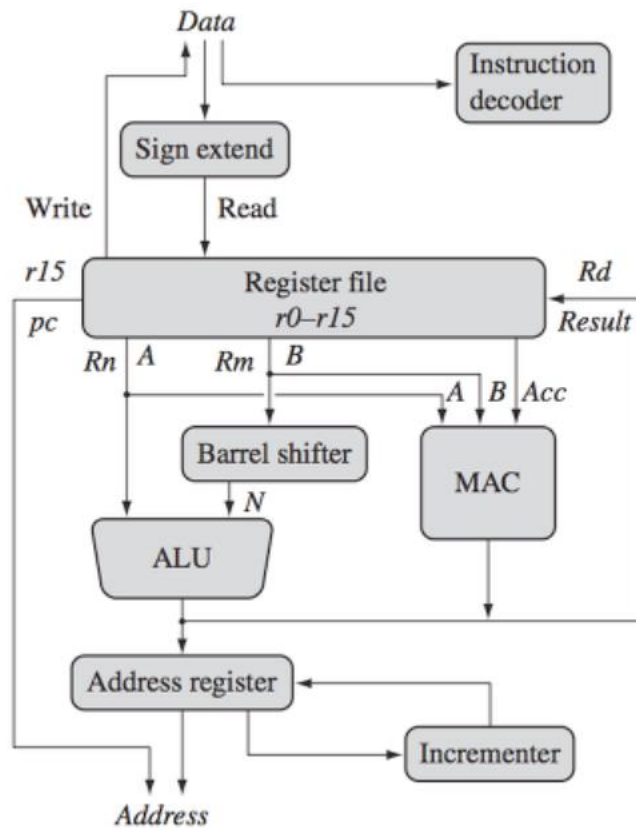 Data
Instruction
decoder
Sign extend
Write
Read
r15
Register file
Rd
pc
r0–r15
Result
Rn A Rm B
A B Acc
Barrel shifter
MAC
N
ALU
Address register
Incrementer
Address